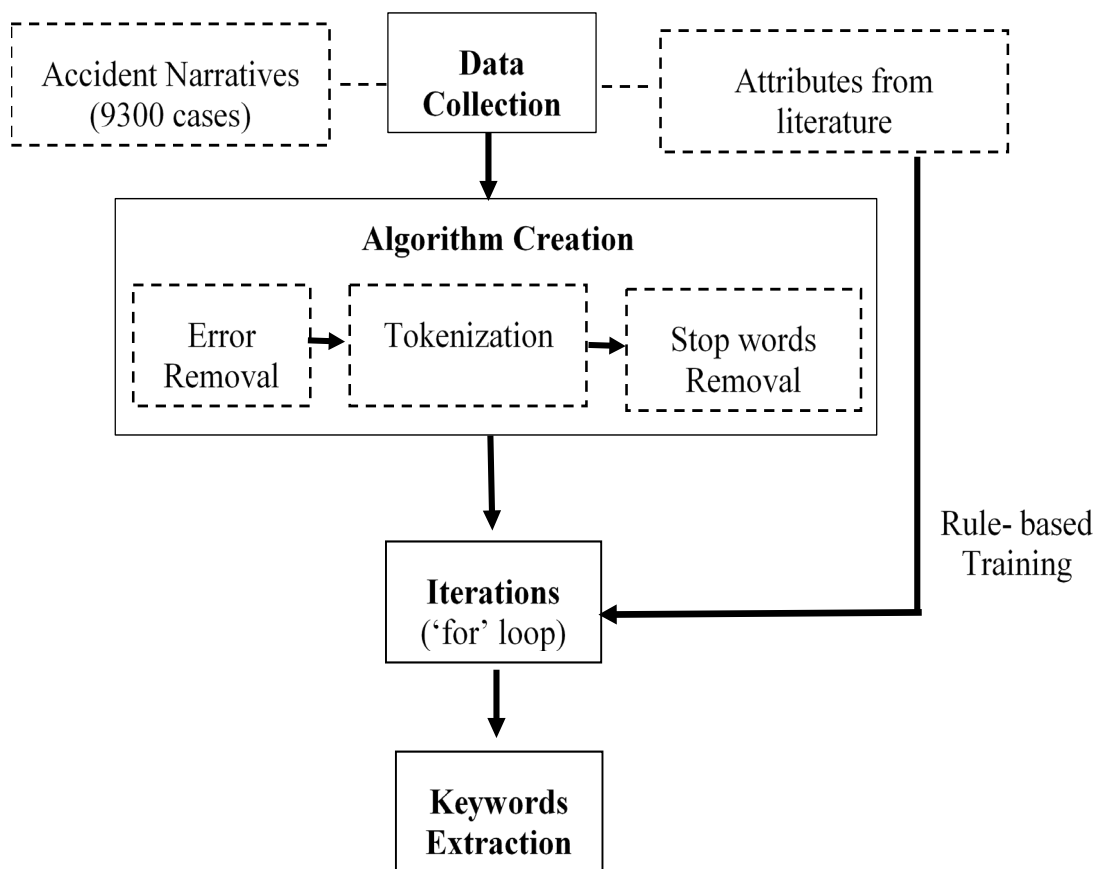 Accident Narratives
(9300 cases)
Data
Collection
Attributes from
literature
Algorithm Creation
Error
Removal
Tokenization
Stop words
Removal
Rule- based
Training
Iterations
(‘for’ loop)
Keywords
Extraction